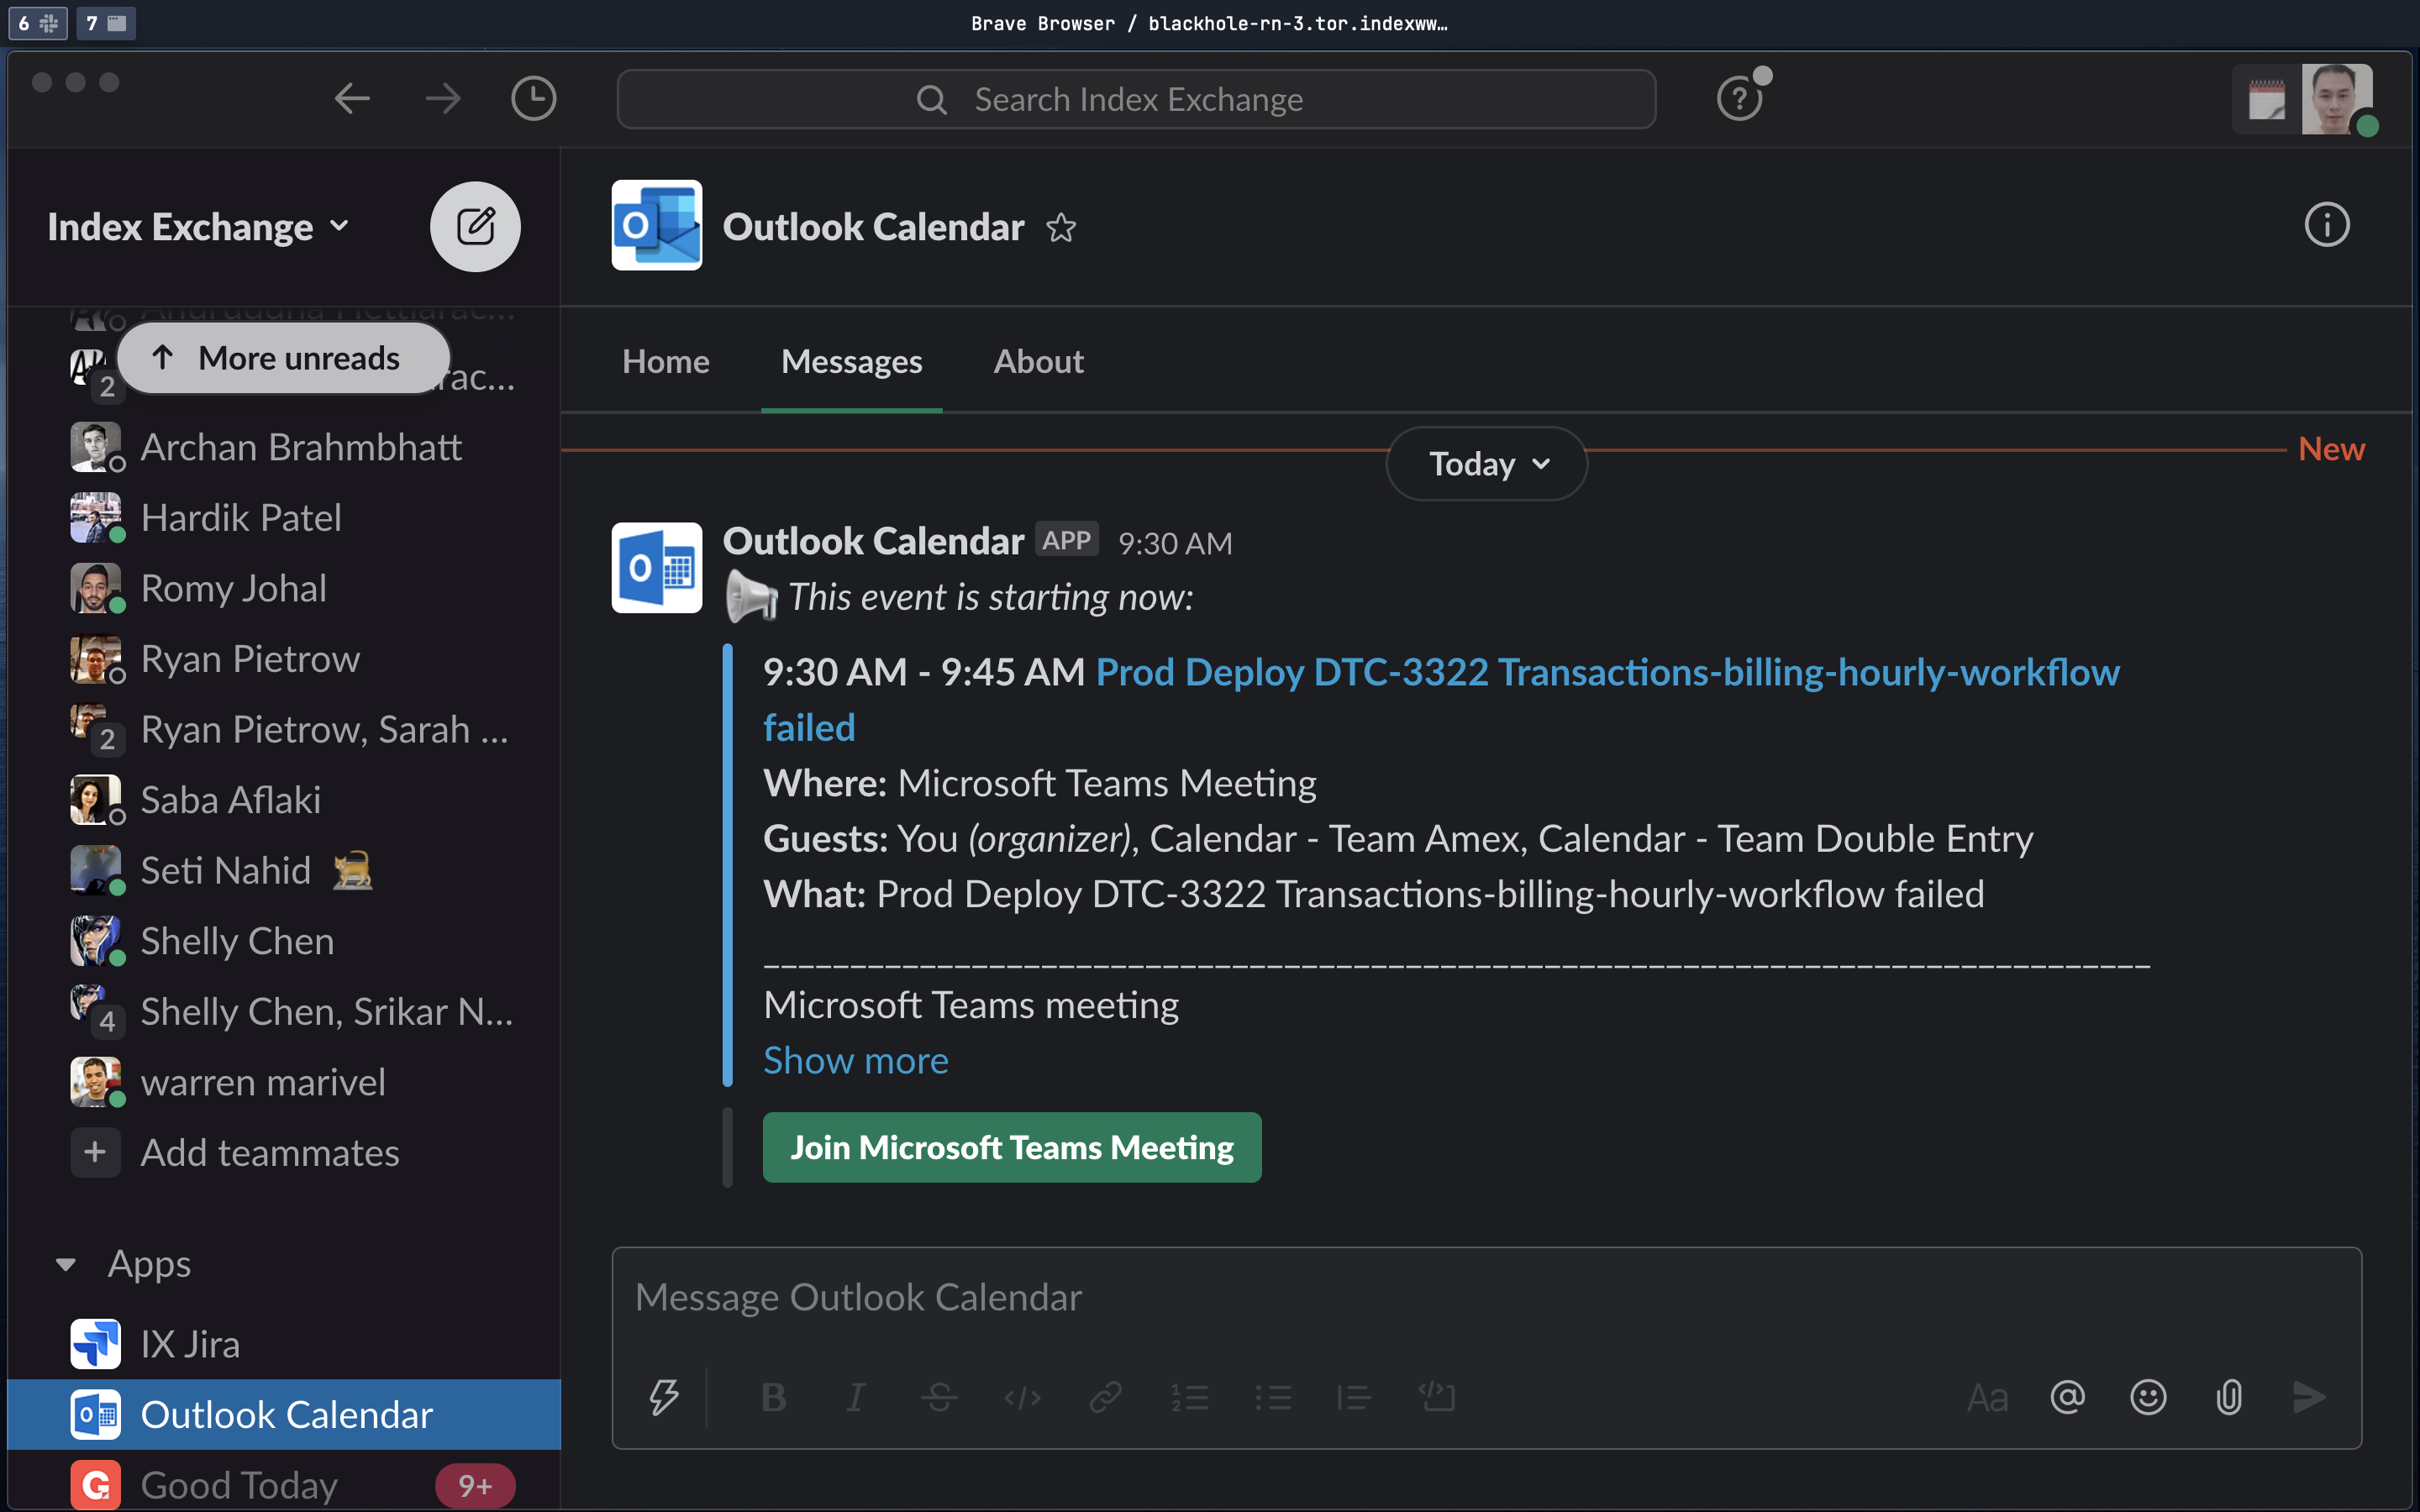 6
7
Brave Browser / blackhole-rn-3.tor.indexww…
Search Index Exchange
Index Exchange
More unreads
2
rac...
Archan Brahmbhatt
Hardik Patel
Romy Johal
Ryan Pietrow
2
Ryan Pietrow, Sarah ...
Saba Aflaki
Seti Nahid
Shelly Chen
4
Shelly Chen, Srikar N...
warren marivel
Add teammates
Apps
IX Jira
Outlook Calendar
Good Today
9+
Outlook Calendar
Home
Messages
About
Today
New
Outlook Calendar APP 9:30 AM
This event is starting now:
9:30 AM - 9:45 AM Prod Deploy DTC-3322 Transactions-billing-hourly-workflow
failed
Where: Microsoft Teams Meeting
Guests: You (organizer), Calendar - Team Amex, Calendar - Team Double Entry
What: Prod Deploy DTC-3322 Transactions-billing-hourly-workflow failed
________________________________________________________________________________
Microsoft Teams meeting
Show more
Join Microsoft Teams Meeting
Message Outlook Calendar
Aa